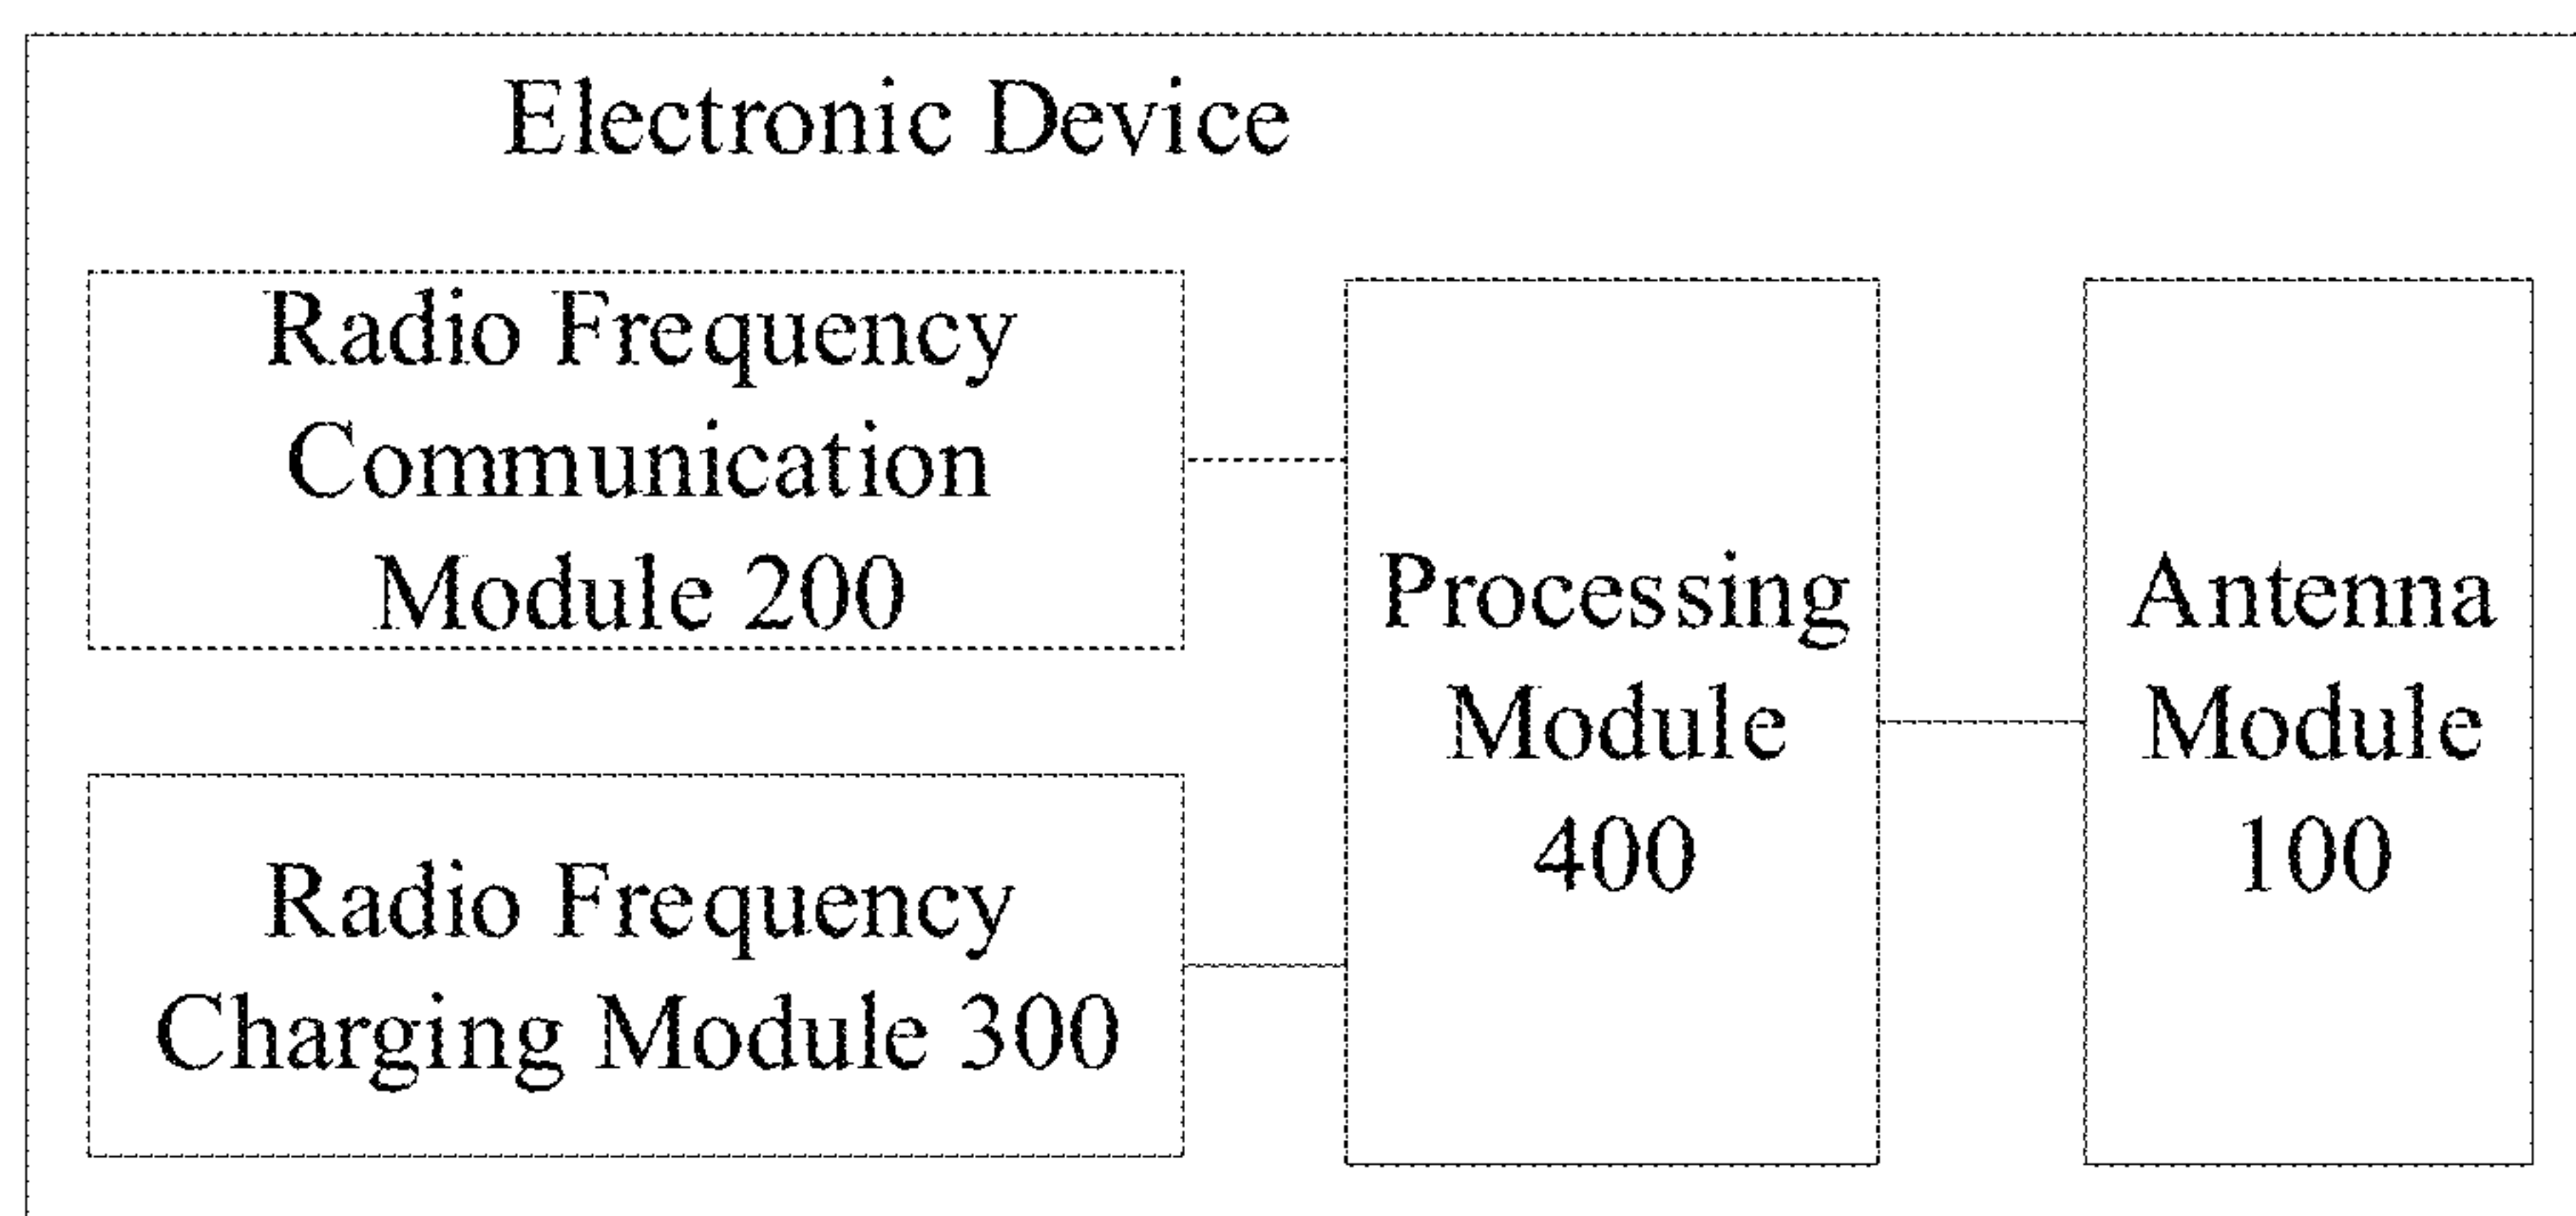 Electronic Device
Radio Frequency
Communication
Module 200
Radio Frequency
Charging Module 300
Processing
Module
400
Antenna
Module
100